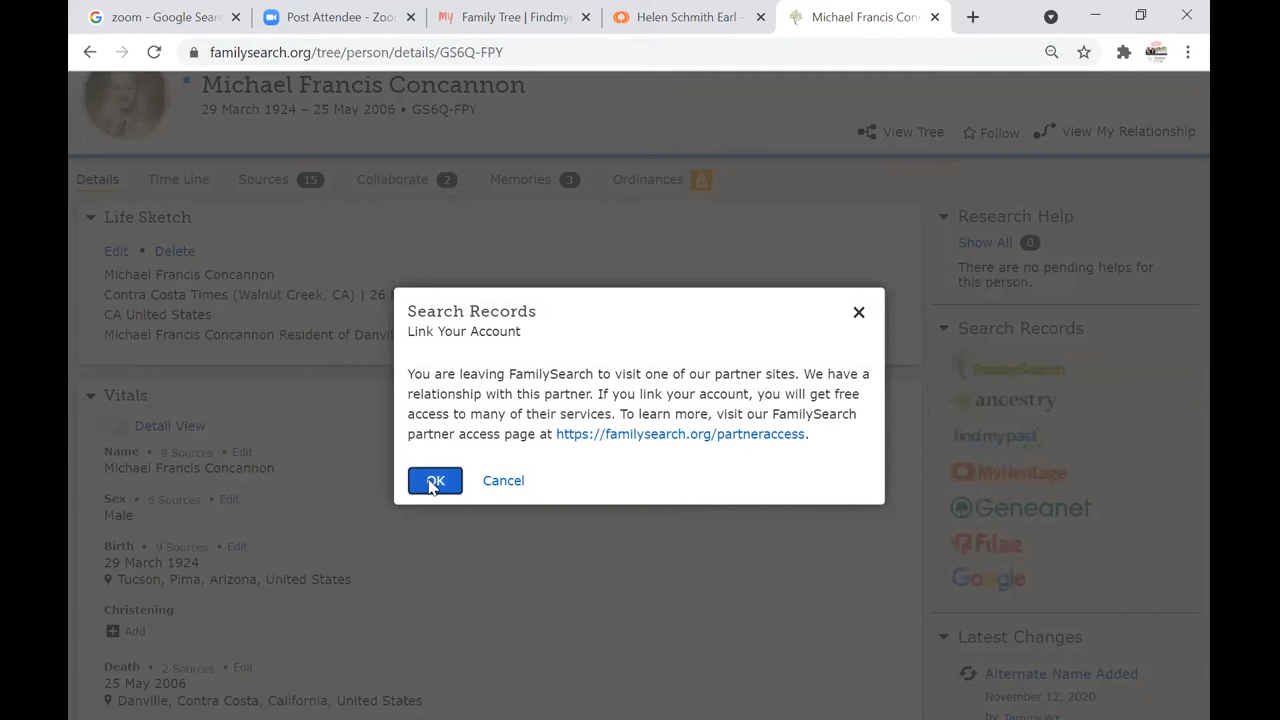 zoom - Google Sear
Post Attendee - Zoo
My Family Tree | Findmyp
Helen Schmith Earl -
Michael Francis Conc
familysearch.org/tree/person/details/GS6Q-FPY
Michael Francis Concannon
29 March 1924 – 25 May 2006 • GS6Q-FPY
View Tree
Follow
View My Relationship
Details
Time Line
Sources 15
Collaborate 2
Memories 3
Ordinances
Life Sketch
Edit • Delete
Michael Francis Concannon
Contra Costa Times (Walnut Creek, CA) | 26
CA United States
Michael Francis Concannon Resident of Danvil
Search Records
Link Your Account
You are leaving FamilySearch to visit one of our partner sites. We have a
relationship with this partner. If you link your account, you will get free
access to many of their services. To learn more, visit our FamilySearch
partner access page at https://familysearch.org/partneraccess.
OK
Cancel
Vitals
Detail View
Name • 9 Sources • Edit
Michael Francis Concannon
Sex • 6 Sources • Edit
Male
Birth • 9 Sources • Edit
29 March 1924
Tucson, Pima, Arizona, United States
Christening
Add
Death • 2 Sources • Edit
25 May 2006
Danville, Contra Costa, California, United States
Research Help
Show All 0
There are no pending helps for
this person.
Search Records
FamilySearch
ancestry
find my past
MyHeritage
Geneanet
Filae
Google
Latest Changes
Alternate Name Added
November 12, 2020
by